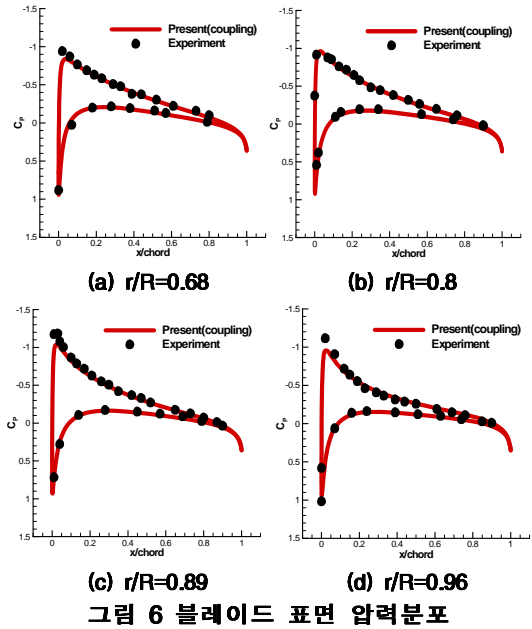 -1.5
-1
-0.5
0
0.5
1
1.5
Cp
0 0.2 0.4 0.6 0.8 1
x/chord
Present(coupling)
Experiment
(a) r/R=0.68
-1.5
-1
-0.5
0
0.5
1
1.5
Cp
0 0.2 0.4 0.6 0.8 1
x/chord
Present(coupling)
Experiment
(b) r/R=0.8
-1.5
-1
-0.5
0
0.5
1
1.5
Cp
0 0.2 0.4 0.6 0.8 1
x/chord
Present(coupling)
Experiment
(c) r/R=0.89
-1.5
-1
-0.5
0
0.5
1
1.5
Cp
0 0.2 0.4 0.6 0.8 1
x/chord
Present(coupling)
Experiment
(d) r/R=0.96
그림 6 블레이드 표면 압력분포